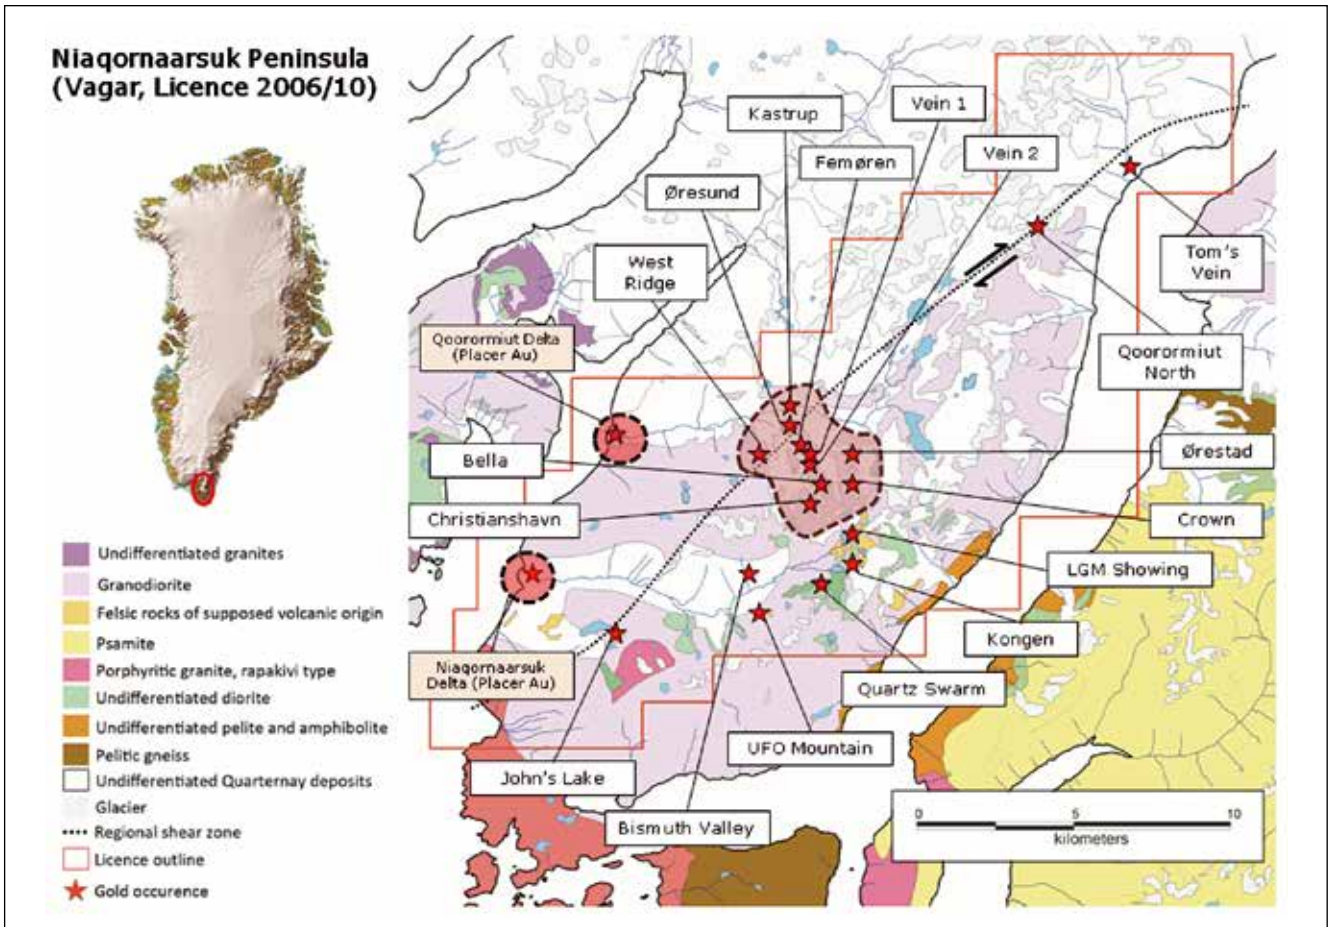 Niaqornaarsuk Peninsula
(Vagar, Licence 2006/10)
Kastrup
Vein 1
Femøren
Vein 2
Øresund
West
Ridge
Tom's
Vein
Qoorormiut Delta
(Placer Au)
Qoorormiut
North
Bella
Ørestad
Christianshavn
Crown
LGM Showing
Kongen
Niaqornaarsuk
Delta (Placer Au)
Quartz Swarm
UFO Mountain
John's Lake
Bismuth Valley
Undifferentiated granites
Granodiorite
Felsic rocks of supposed volcanic origin
Psamite
Porphyritic granite, rapakivi type
Undifferentiated diorite
Undifferentiated pelite and amphibolite
Pelitic gneiss
Undifferentiated Quarternay deposits
Glacier
Regional shear zone
Licence outline
Gold occurence
0 5 10
kilometers